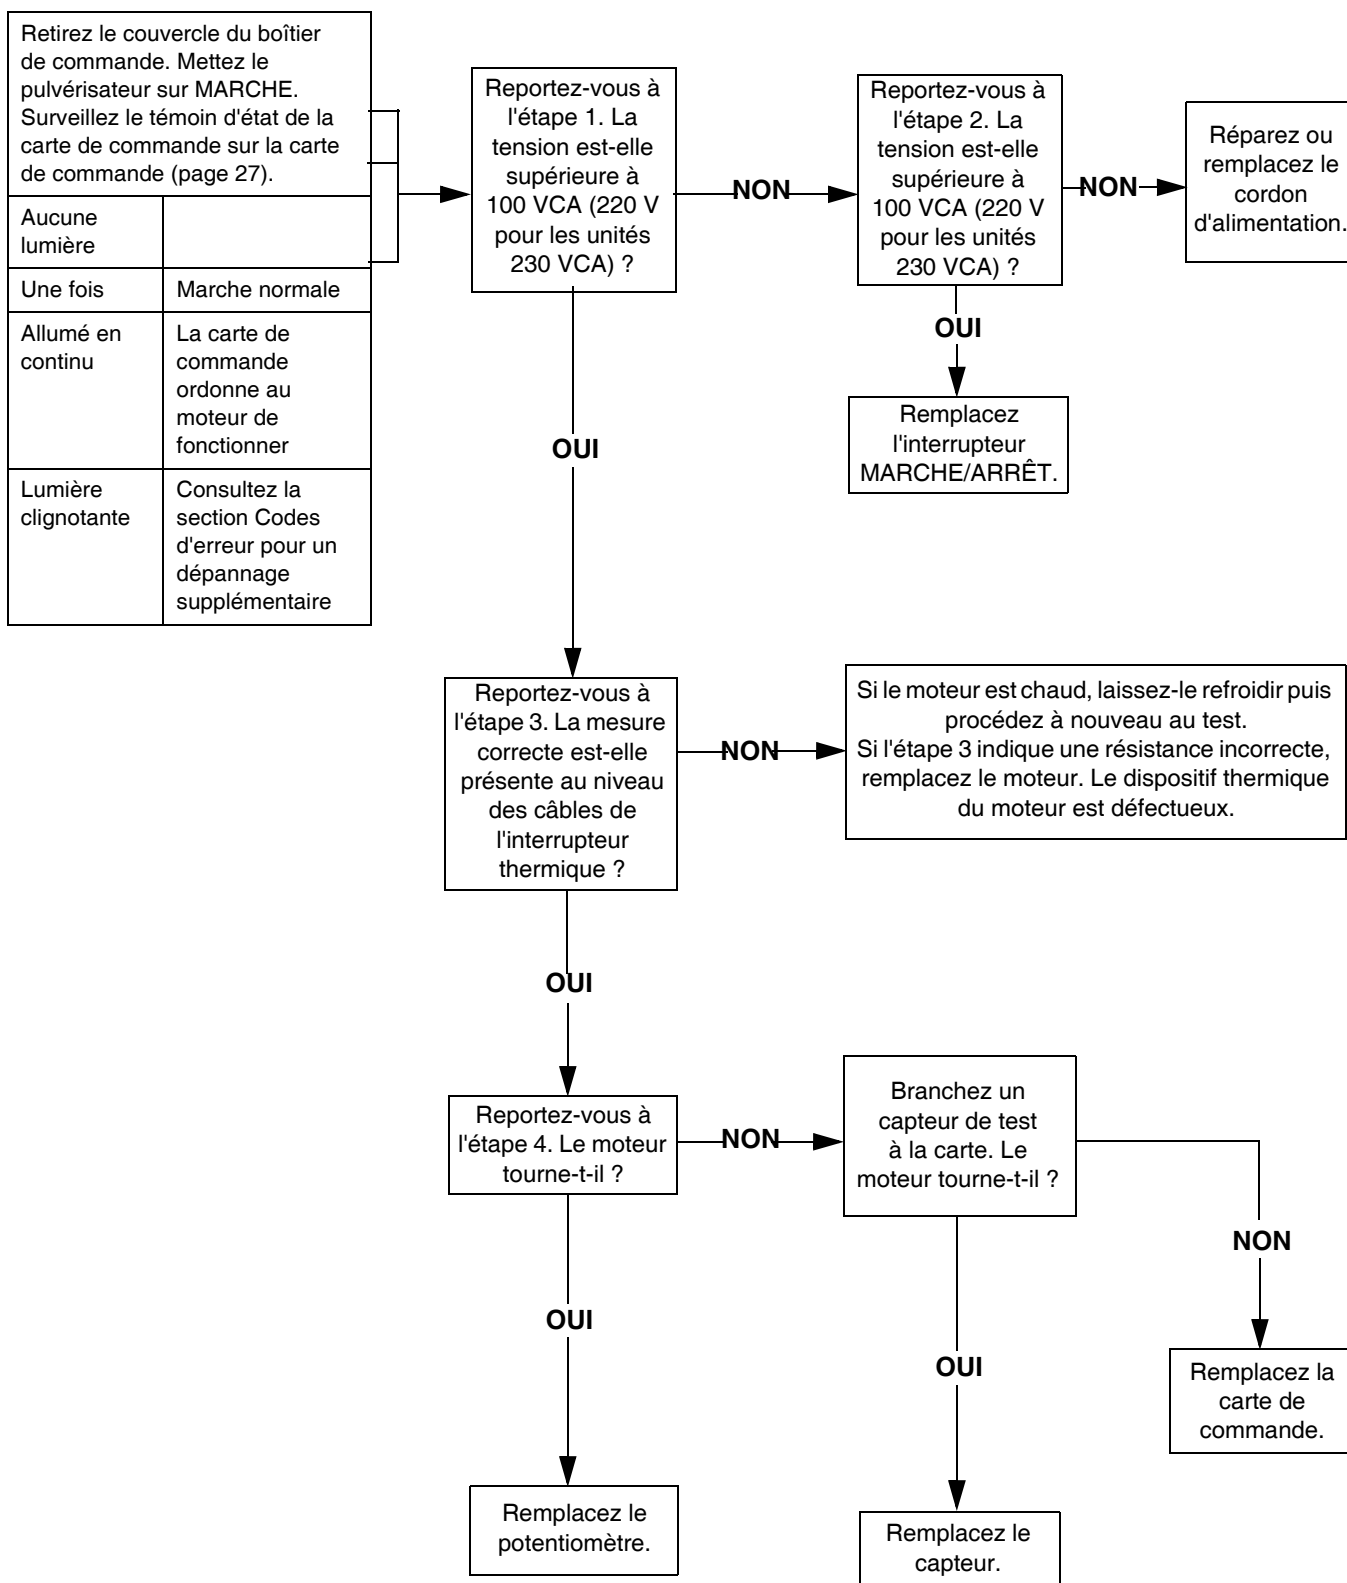 Retirez le couvercle du boîtier
de commande. Mettez le
pulvérisateur sur MARCHE.
Surveillez le témoin d'état de la
carte de commande sur la carte
de commande (page 27).
Aucune
lumière
Une fois
Marche normale
Allumé en
continu
La carte de
commande
ordonne au
moteur de
fonctionner
Lumière
clignotante
Consultez la
section Codes
d'erreur pour un
dépannage
supplémentaire
Reportez-vous à
l'étape 1. La
tension est-elle
supérieure à
100 VCA (220 V
pour les unités
230 VCA) ?
NON
Reportez-vous à
l'étape 2. La
tension est-elle
supérieure à
100 VCA (220 V
pour les unités
230 VCA) ?
NON
Réparez ou
remplacez le
cordon
d'alimentation.
OUI
Remplacez
l'interrupteur
MARCHE/ARRÊT.
OUI
Reportez-vous à
l'étape 3. La mesure
correcte est-elle
présente au niveau
des câbles de
l'interrupteur
thermique ?
NON
Si le moteur est chaud, laissez-le refroidir puis
procédez à nouveau au test.
Si l'étape 3 indique une résistance incorrecte,
remplacez le moteur. Le dispositif thermique
du moteur est défectueux.
OUI
Reportez-vous à
l'étape 4. Le moteur
tourne-t-il ?
NON
Branchez un
capteur de test
à la carte. Le
moteur tourne-t-il ?
NON
Remplacez la
carte de
commande.
OUI
Remplacez le
potentiomètre.
OUI
Remplacez le
capteur.